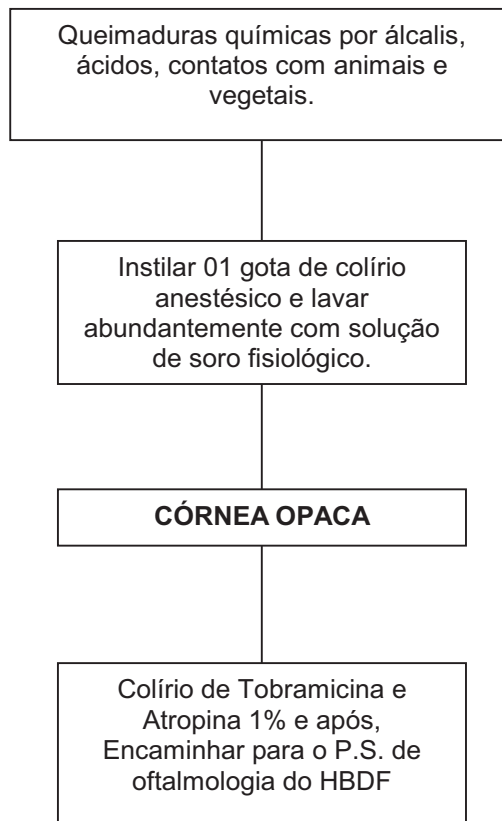 Queimaduras químicas por álcalis,
ácidos, contatos com animais e
vegetais.
Instilar 01 gota de colírio
anestésico e lavar
abundantemente com solução
de soro fisiológico.
CÓRNEA OPACA
Colírio de Tobramicina e
Atropina 1% e após,
Encaminhar para o P.S. de
oftalmologia do HBDF